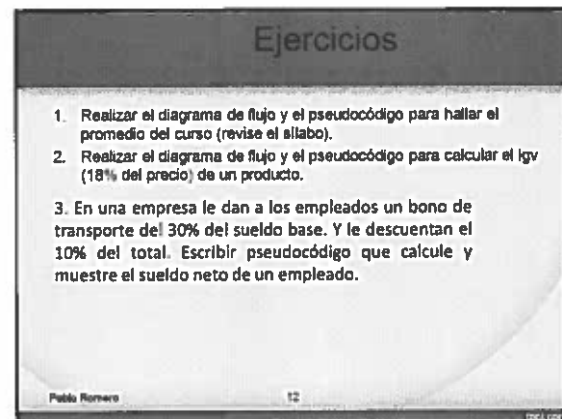 Ejercicios
1. Realizar el diagrama de flujo y el pseudocódigo para hallar el
promedio del curso (revise el silabo).
2. Realizar el diagrama de flujo y el pseudocódigo para calcular el igv
(18% del precio) de un producto.
3. En una empresa le dan a los empleados un bono de
transporte del 30% del sueldo base. Y le descuentan el
10% del total. Escribir pseudocódigo que calcule y
muestre el sueldo neto de un empleado.
Pablo Romero
12